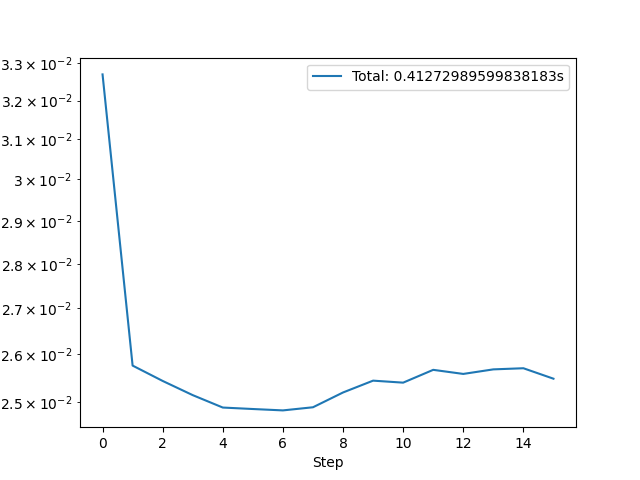 Total: 0.41272989599838183s
3.3 × 10⁻²
3.2 × 10⁻²
3.1 × 10⁻²
3 × 10⁻²
2.9 × 10⁻²
2.8 × 10⁻²
2.7 × 10⁻²
2.6 × 10⁻²
2.5 × 10⁻²
0 2 4 6 8 10 12 14
Step